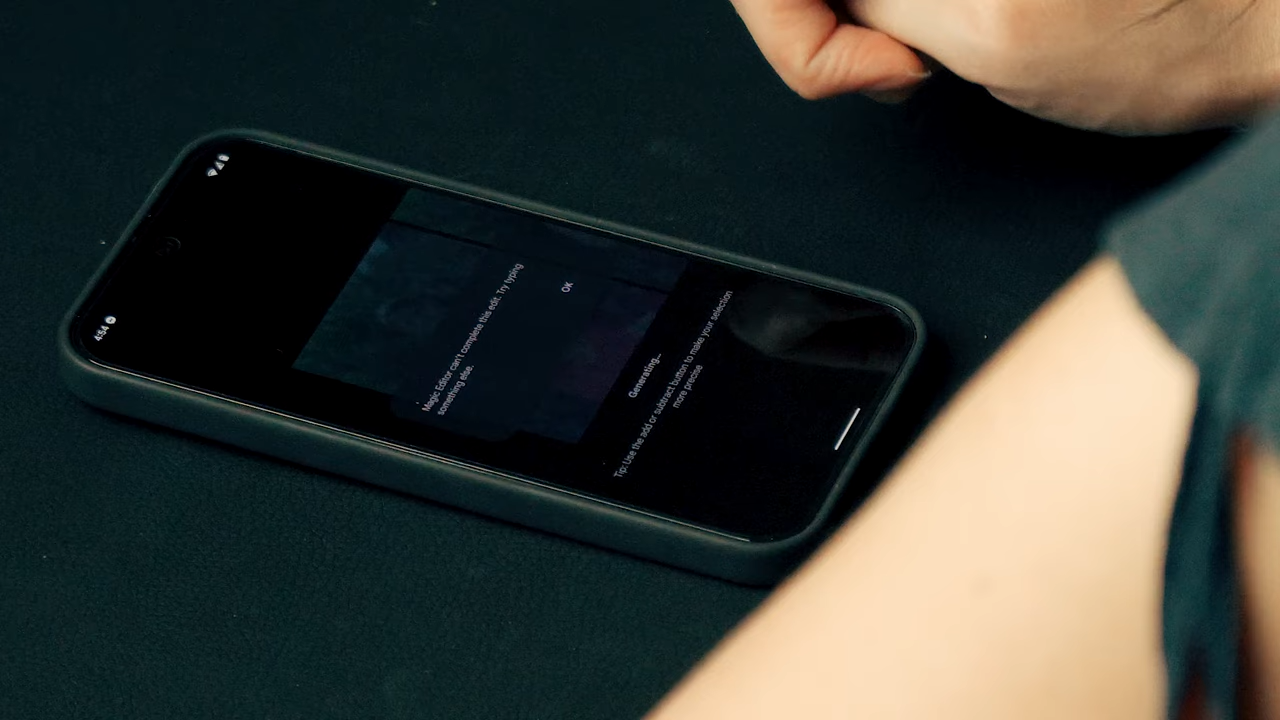 4:54
Magic Editor can't complete this edit. Try typing
something else.
OK
Generating...
Tip: Use the add or subtract button to make your selection
more precise